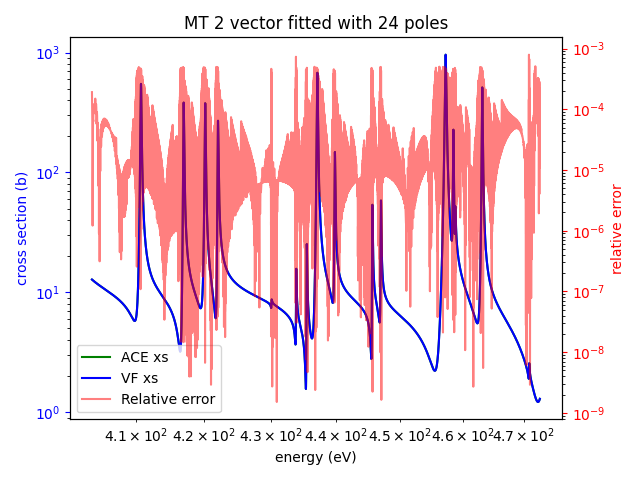 MT 2 vector fitted with 24 poles
10³
10²
10¹
10⁰
cross section (b)
10⁻³
10⁻⁴
10⁻⁵
10⁻⁶
10⁻⁷
10⁻⁸
10⁻⁹
relative error
ACE xs
VF xs
Relative error
4.1 × 10² 4.2 × 10² 4.3 × 10² 4.4 × 10² 4.5 × 10² 4.6 × 10² 4.7 × 10²
energy (eV)